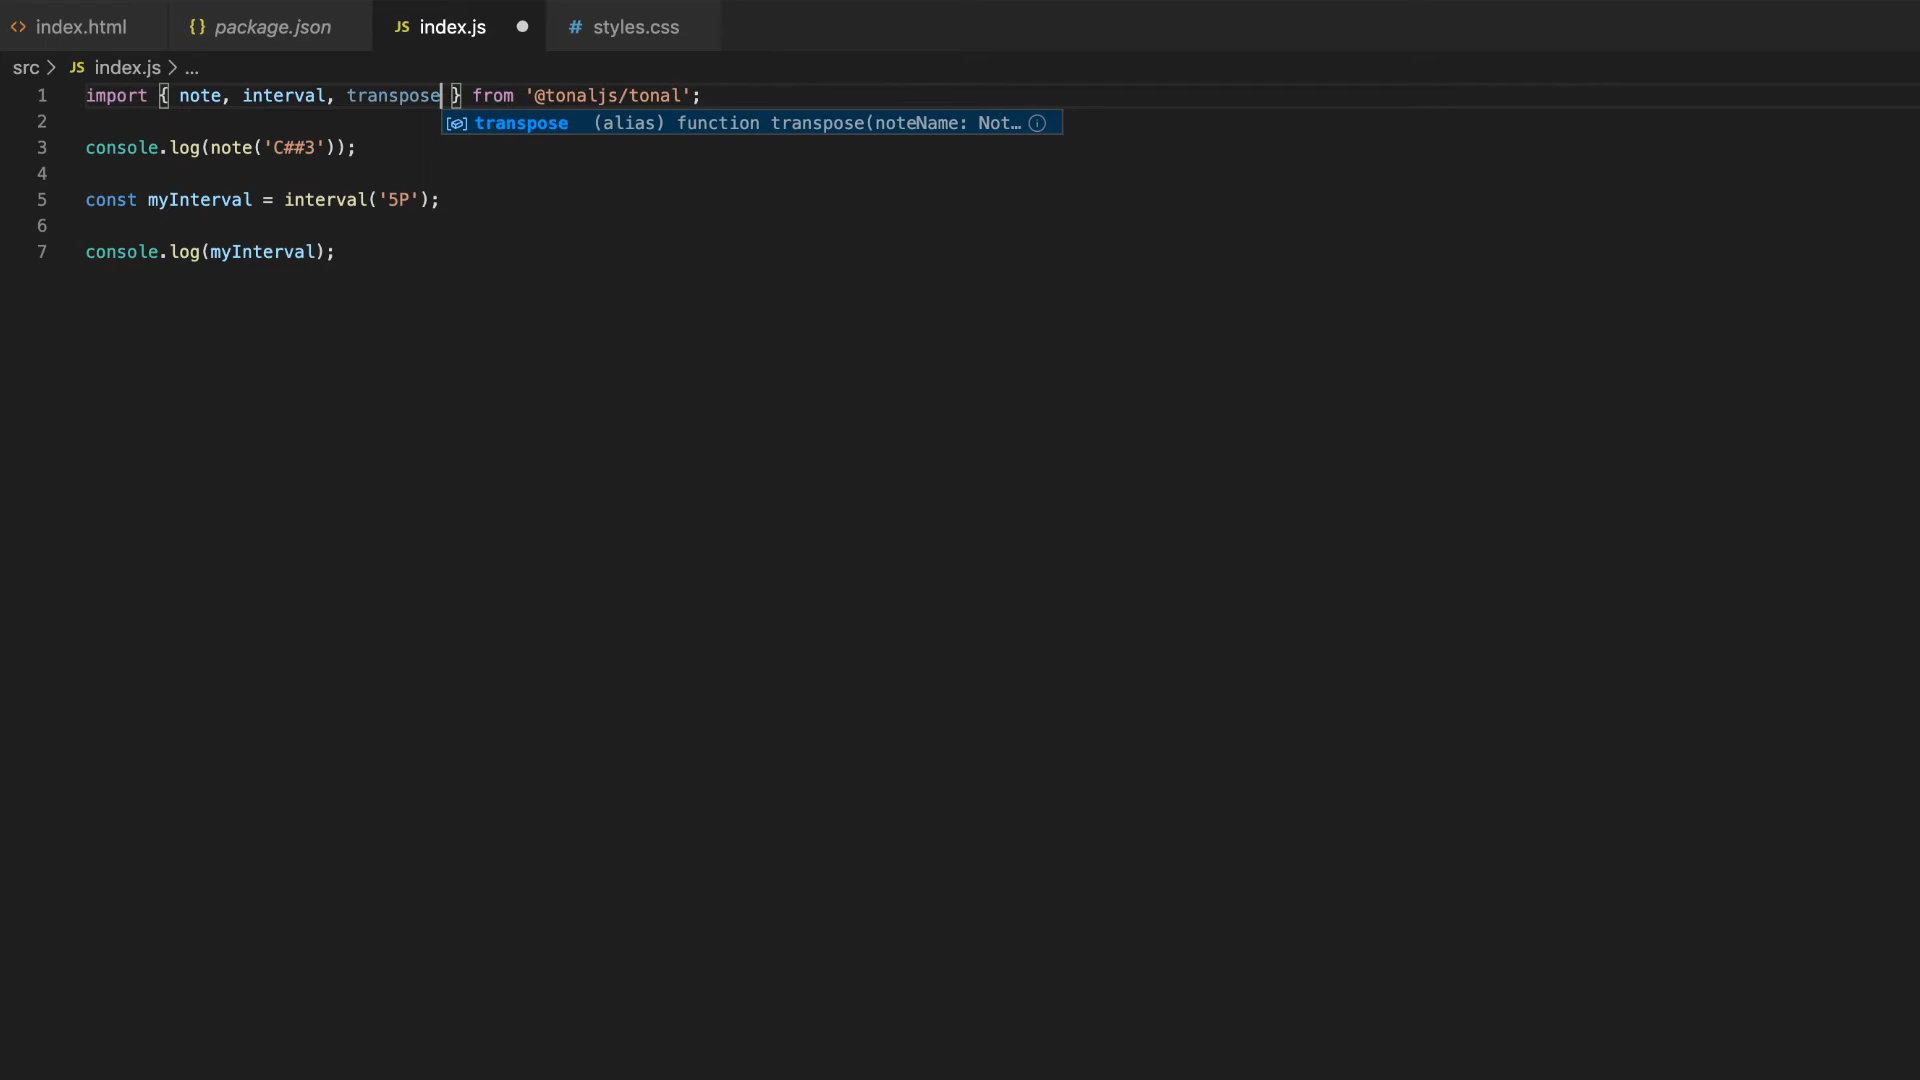 <> index.html {} package.json JS index.js ● # styles.css
src > JS index.js > ...
1 import { note, interval, transpose } from '@tonaljs/tonal';
2 transpose (alias) function transpose(noteName: Not…
3 console.log(note('C##3'));
4
5 const myInterval = interval('5P');
6
7 console.log(myInterval);